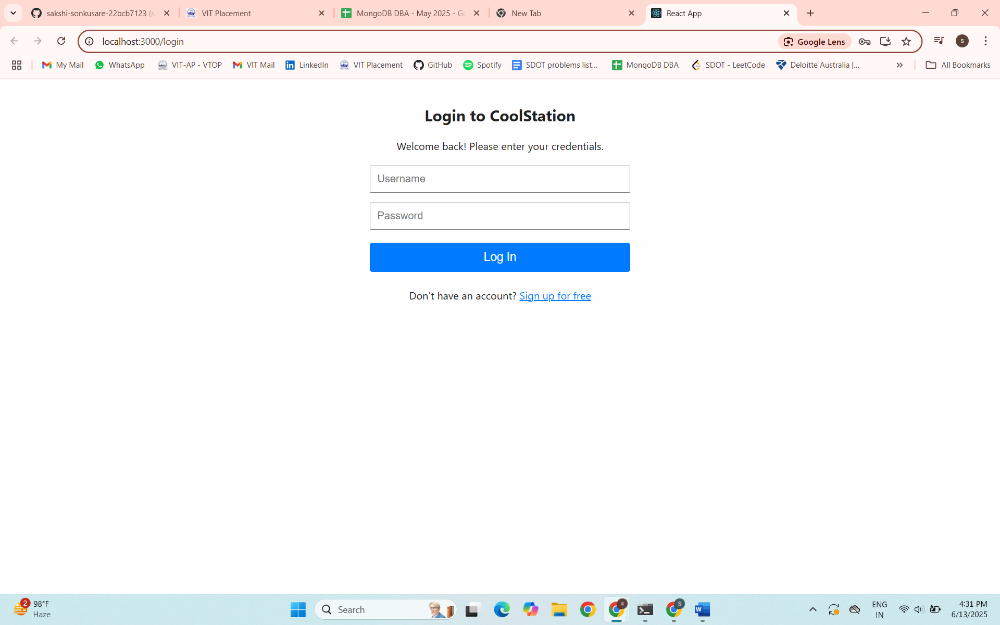 sakshi-sonkusare-22bcb7123 (s
VIT Placement
MongoDB DBA - May 2025 - Go
New Tab
React App
localhost:3000/login
Google Lens
s
My Mail
WhatsApp
VIT-AP - VTOP
VIT Mail
LinkedIn
VIT Placement
GitHub
Spotify
SDOT problems list...
MongoDB DBA
SDOT - LeetCode
Deloitte Australia |...
All Bookmarks
Login to CoolStation
Welcome back! Please enter your credentials.
Username
Password
Log In
Don't have an account? Sign up for free
2
98°F
Haze
Search
ENG
IN
4:31 PM
6/13/2025